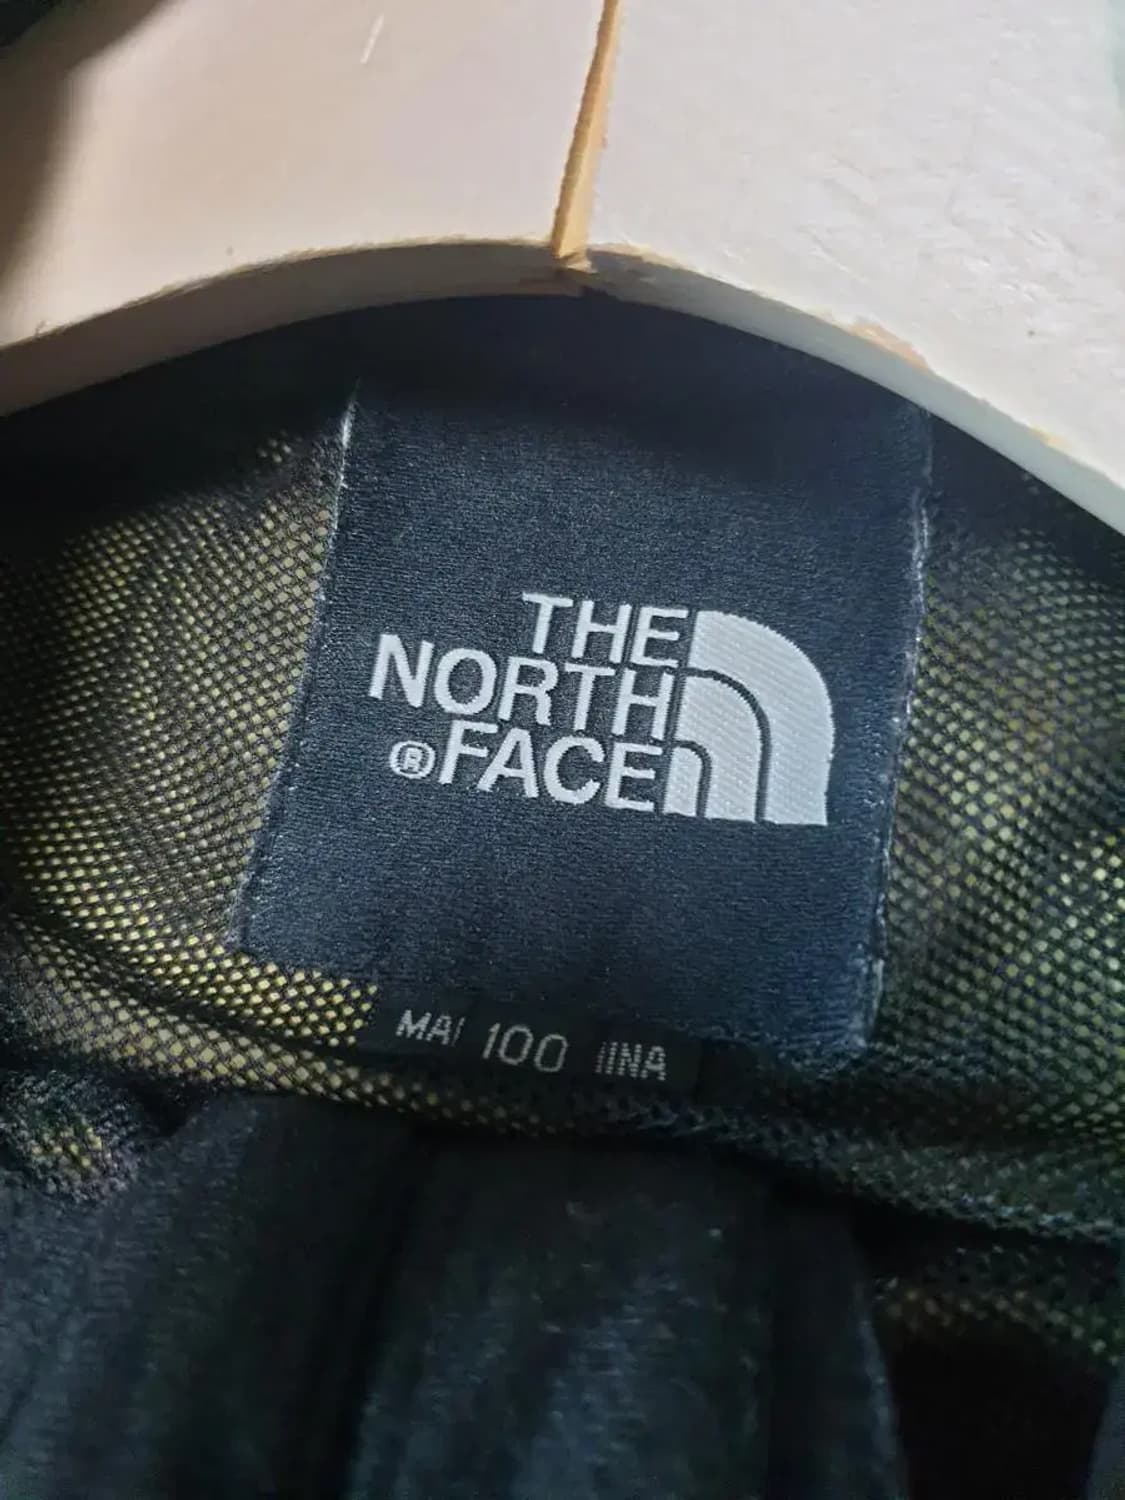 THE
NORTH
®FACE
MA 100 INA